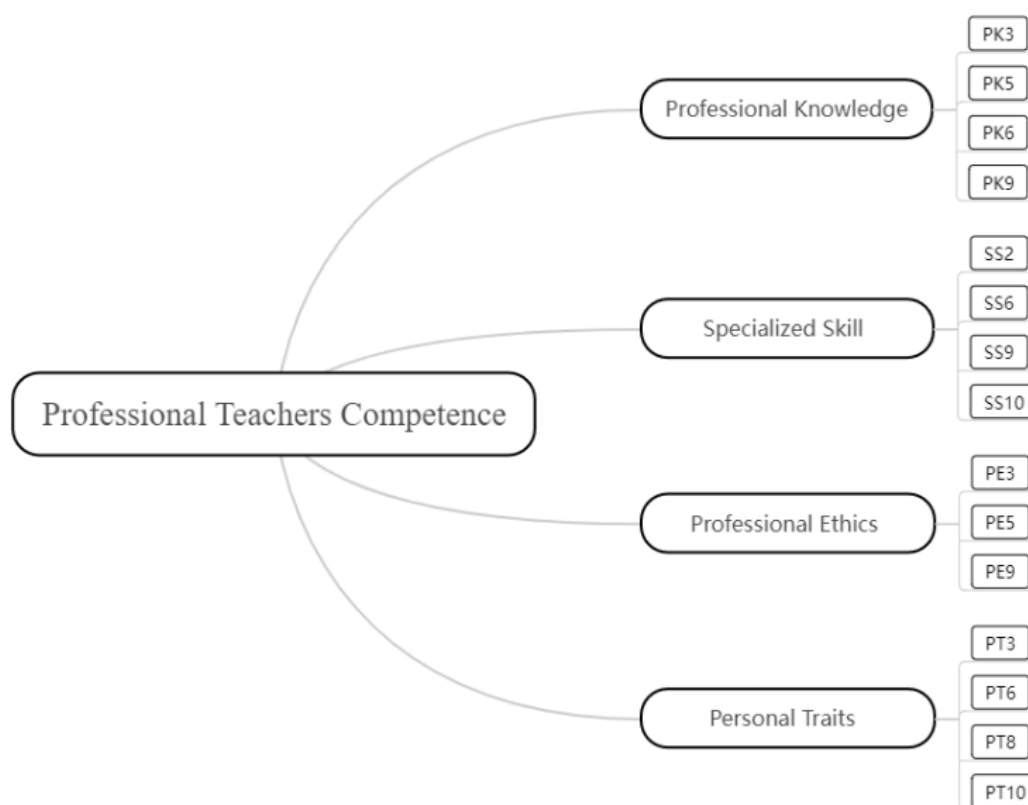 Professional Teachers Competence
Professional Knowledge
PK3
PK5
PK6
PK9
Specialized Skill
SS2
SS6
SS9
SS10
Professional Ethics
PE3
PE5
PE9
Personal Traits
PT3
PT6
PT8
PT10